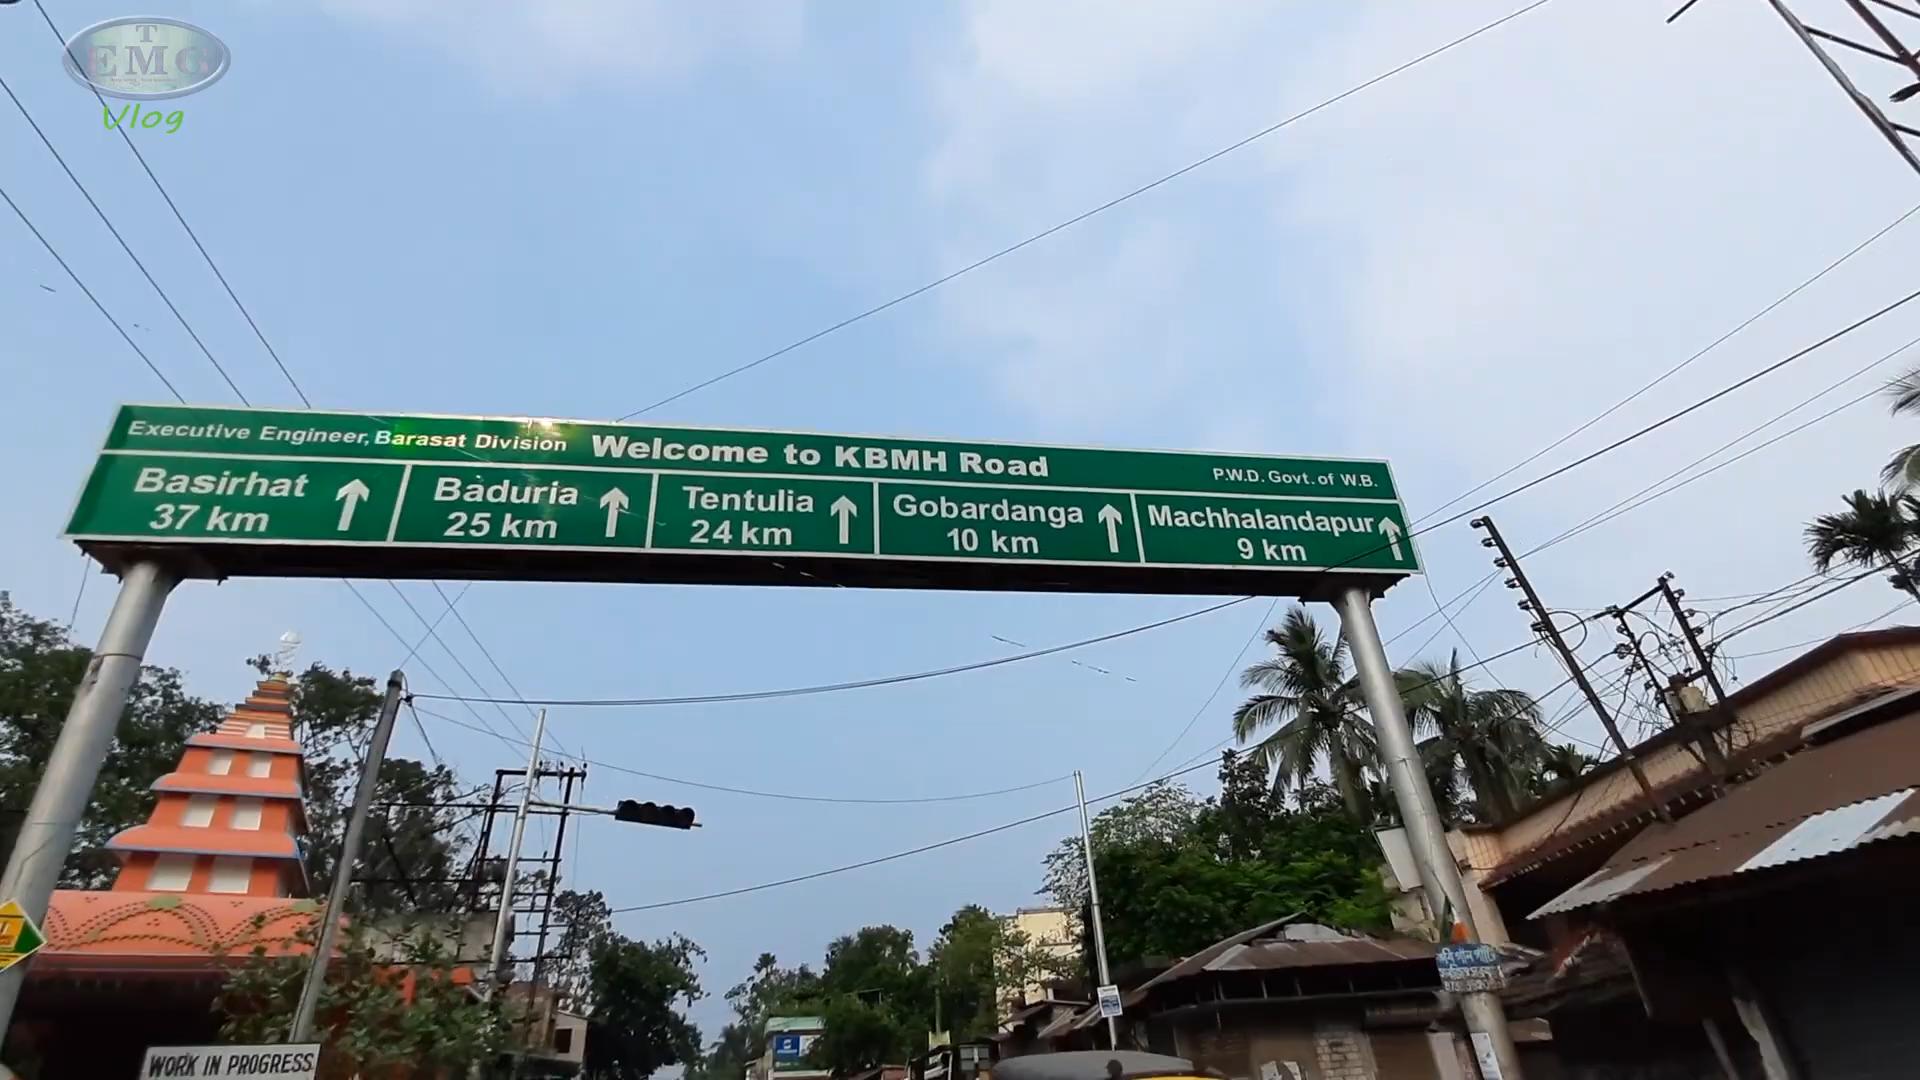 T
EMG
Vlog
Executive Engineer, Barasat Division
Welcome to KBMH Road
P.W.D. Govt. of W.B.
Basirhat
37 km
Baduria
25 km
Tentulia
24 km
Gobardanga
10 km
Machhalandapur
9 km
WORK IN PROGRESS